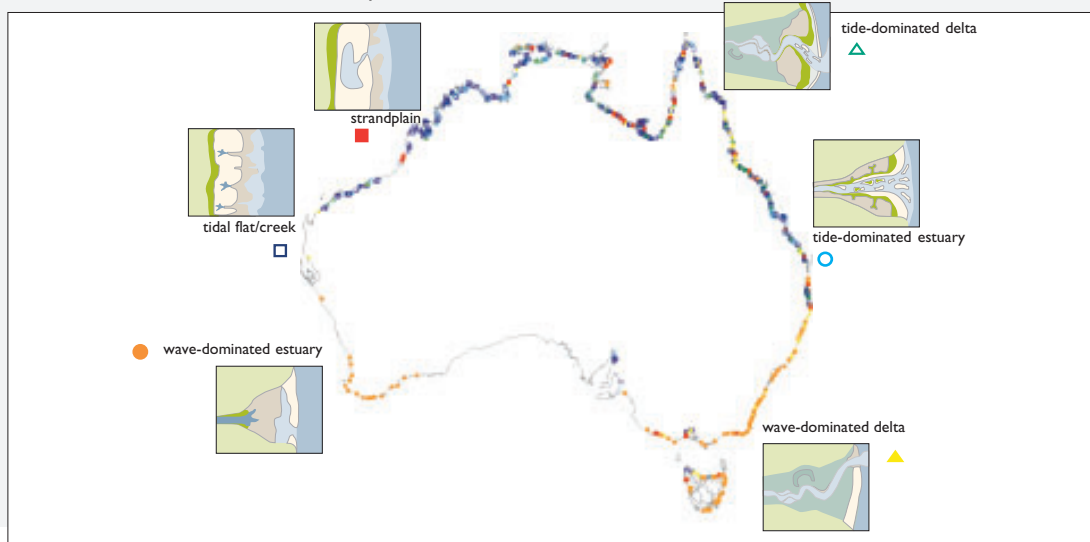 tide-dominated delta
strandplain
tidal flat/creek
tide-dominated estuary
wave-dominated estuary
wave-dominated delta